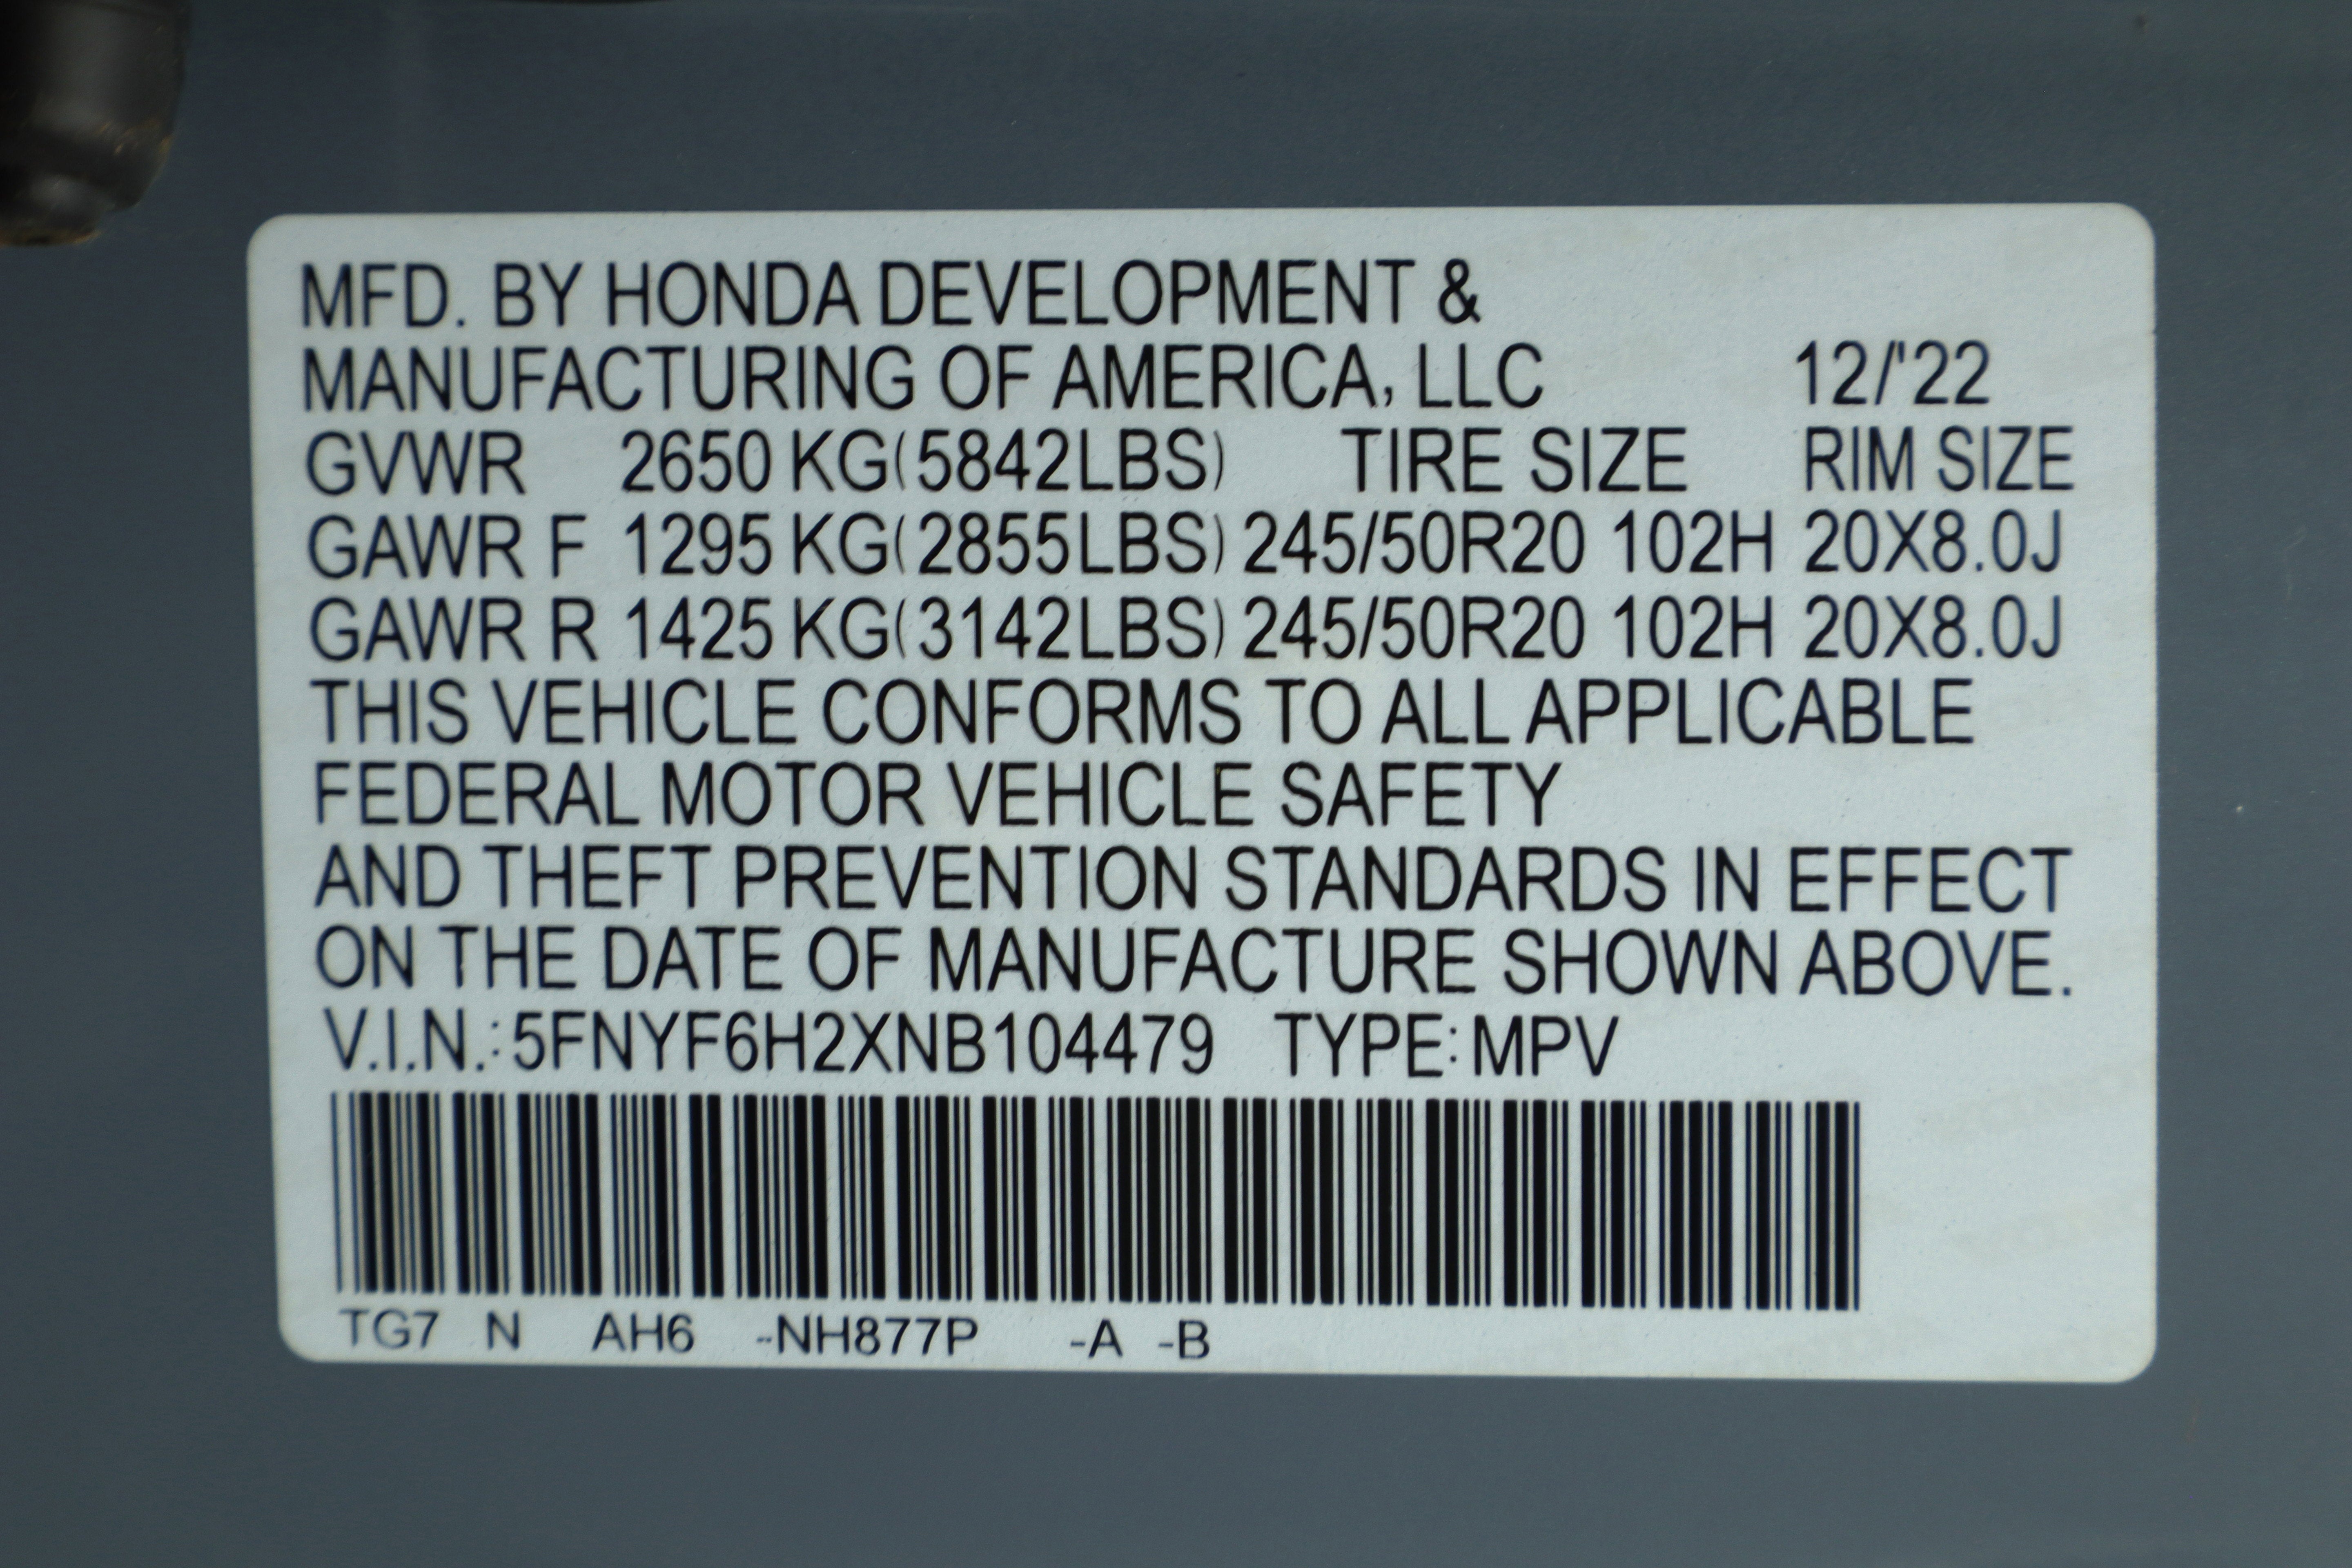 MFD. BY HONDA DEVELOPMENT &
MANUFACTURING OF AMERICA, LLC 12/'22
GVWR 2650 KG(5842LBS) TIRE SIZE RIM SIZE
GAWR F 1295 KG(2855LBS) 245/50R20 102H 20X8.0J
GAWR R 1425 KG(3142LBS) 245/50R20 102H 20X8.0J
THIS VEHICLE CONFORMS TO ALL APPLICABLE
FEDERAL MOTOR VEHICLE SAFETY
AND THEFT PREVENTION STANDARDS IN EFFECT
ON THE DATE OF MANUFACTURE SHOWN ABOVE.
V.I.N.: 5FNYF6H2XNB104479 TYPE: MPV
TG7 N AH6 -NH877P -A -B